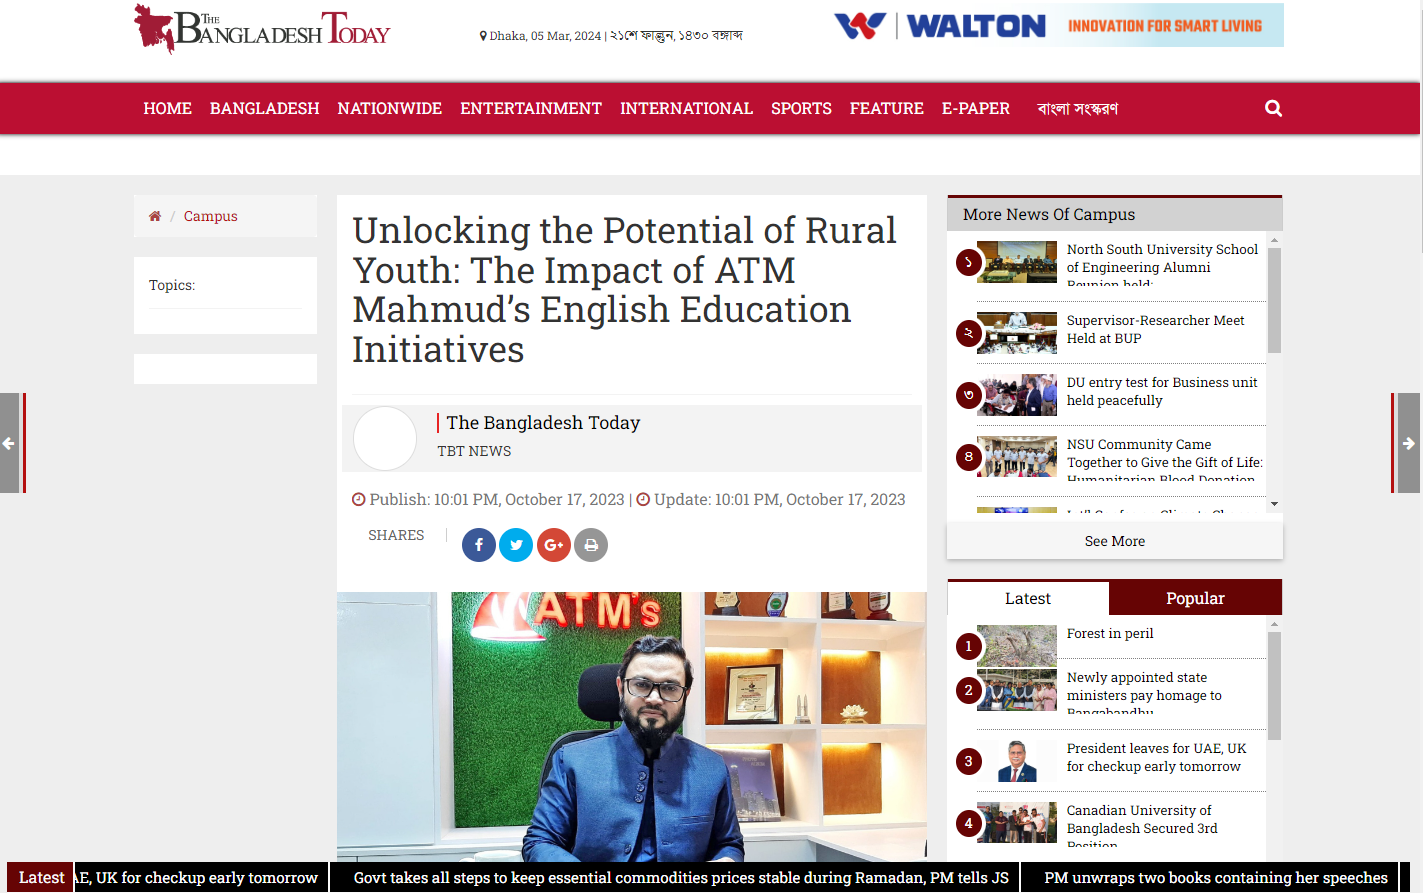 THE BANGLADESH TODAY
Dhaka, 05 Mar, 2024 | ২১শে ফাল্গুন, ১৪৩০ বঙ্গাব্দ
WALTON
INNOVATION FOR SMART LIVING
HOME BANGLADESH NATIONWIDE ENTERTAINMENT INTERNATIONAL SPORTS FEATURE E-PAPER বাংলা সংস্করণ
/ Campus
Topics:
Unlocking the Potential of Rural
Youth: The Impact of ATM
Mahmud’s English Education
Initiatives
The Bangladesh Today
TBT NEWS
Publish: 10:01 PM, October 17, 2023 | Update: 10:01 PM, October 17, 2023
SHARES
f G+
ATM's
More News Of Campus
১
North South University School
of Engineering Alumni
Reunion held:
২
Supervisor-Researcher Meet
Held at BUP
৩
DU entry test for Business unit
held peacefully
৪
NSU Community Came
Together to Give the Gift of Life:
Humanitarian Blood Donation
See More
Latest Popular
1
Forest in peril
2
Newly appointed state
ministers pay homage to
Bangabandhu
3
President leaves for UAE, UK
for checkup early tomorrow
4
Canadian University of
Bangladesh Secured 3rd
Position
Latest
AE, UK for checkup early tomorrow
Govt takes all steps to keep essential commodities prices stable during Ramadan, PM tells JS
PM unwraps two books containing her speeches